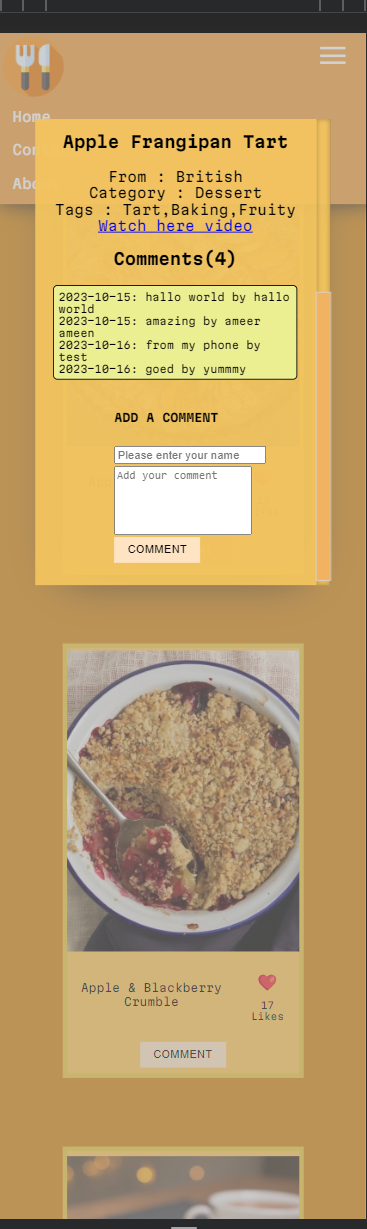 Home
Co
Abo
Apple Frangipan Tart
From : British
Category : Dessert
Tags : Tart,Baking,Fruity
Watch here video
Comments(4)
2023-10-15: hallo world by hallo
world
2023-10-15: amazing by ameer
ameen
2023-10-16: from my phone by
test
2023-10-16: goed by yummmy
ADD A COMMENT
Please enter your name
Add your comment
COMMENT
Apple & Blackberry
Crumble
17
Likes
COMMENT